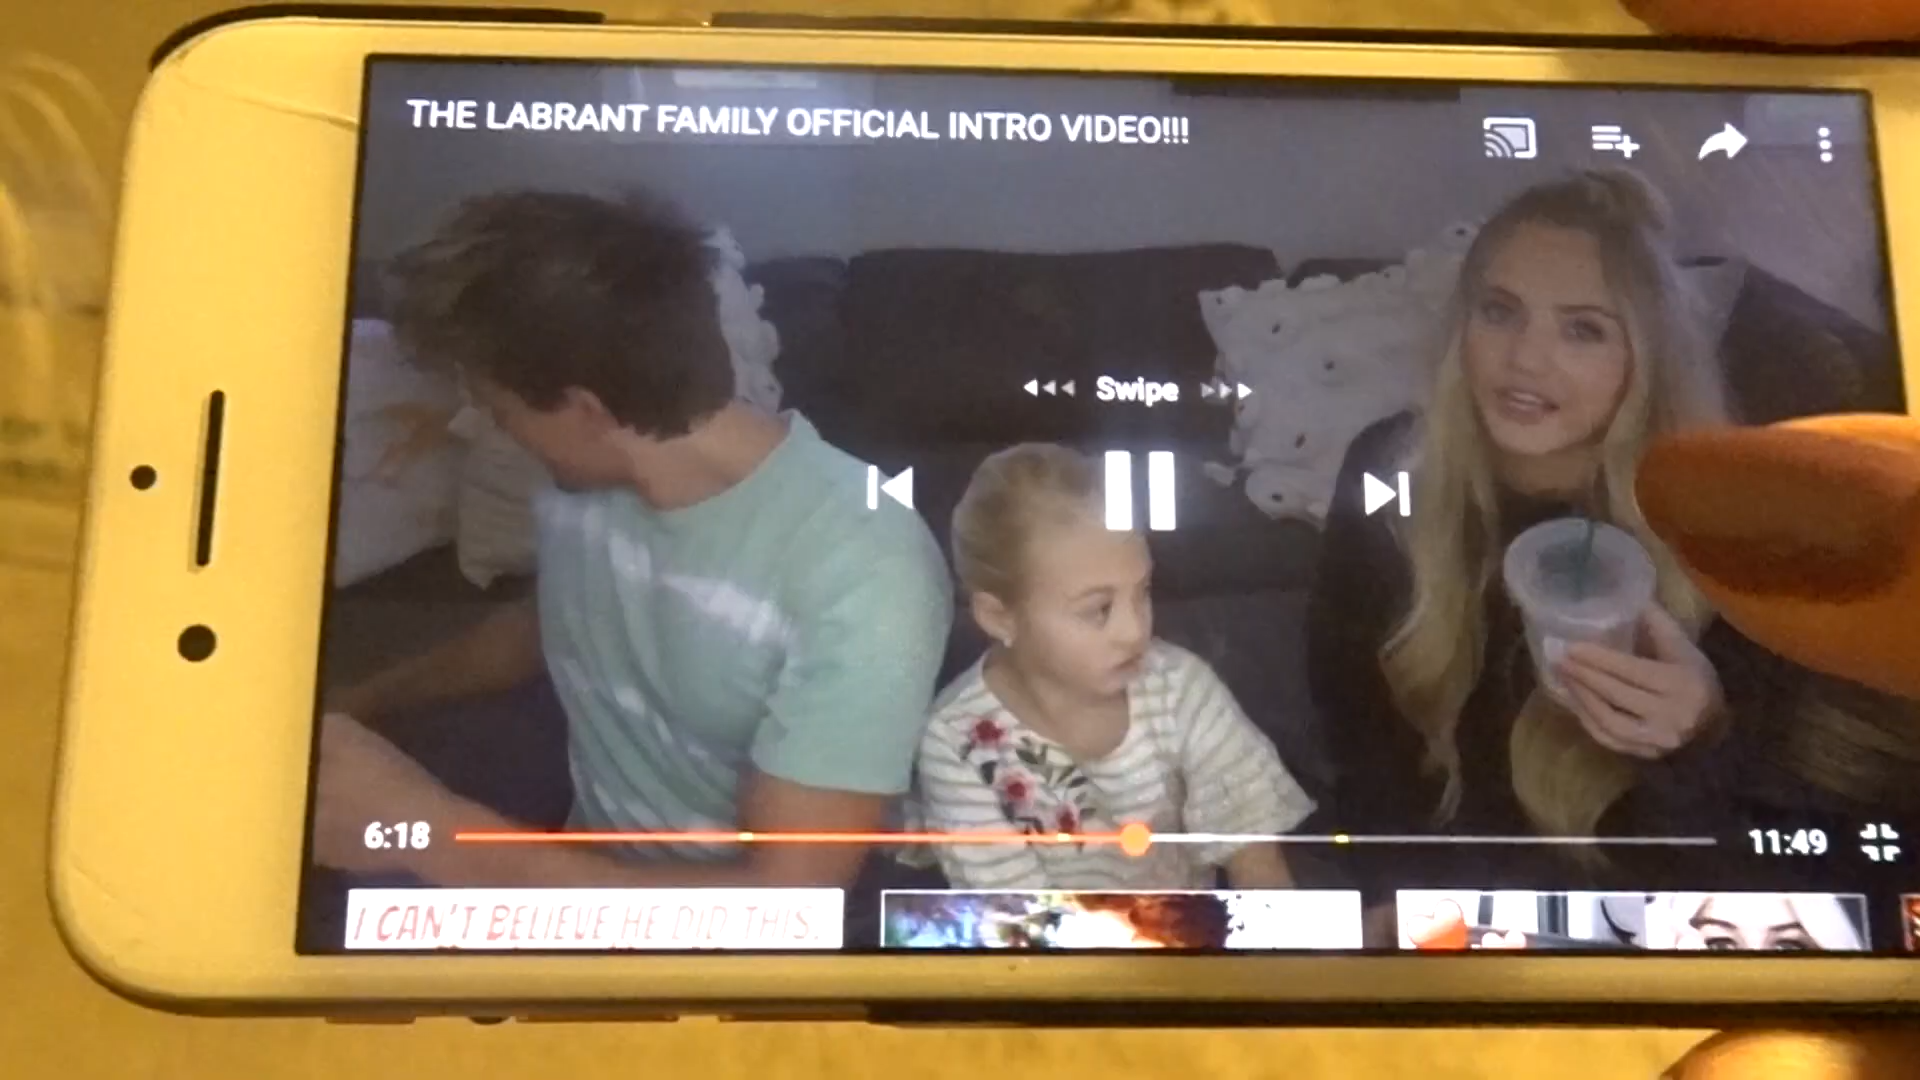 THE LABRANT FAMILY OFFICIAL INTRO VIDEO!!!
Swipe
6:18
11:49
I CAN'T BELIEVE HE DID THIS.